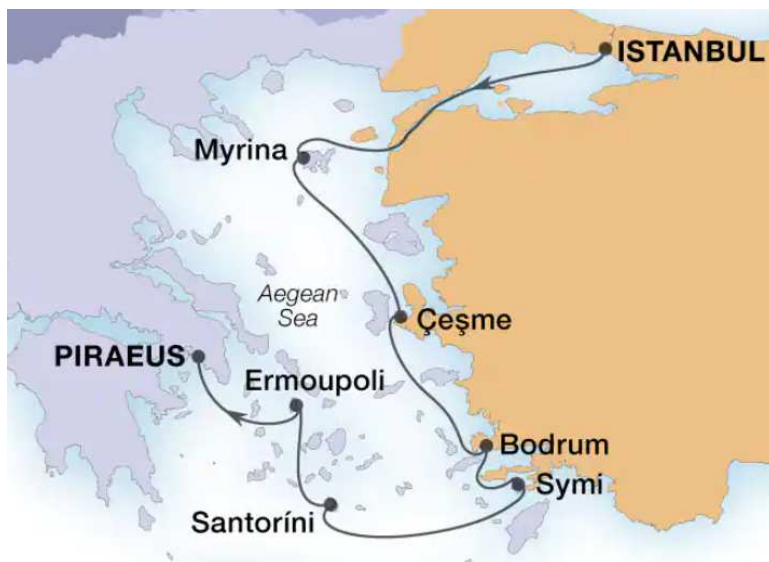 ISTANBUL
Myrina
Aegean
Sea
Çeşme
PIRAEUS
Ermoupoli
Bodrum
Symi
Santoríni